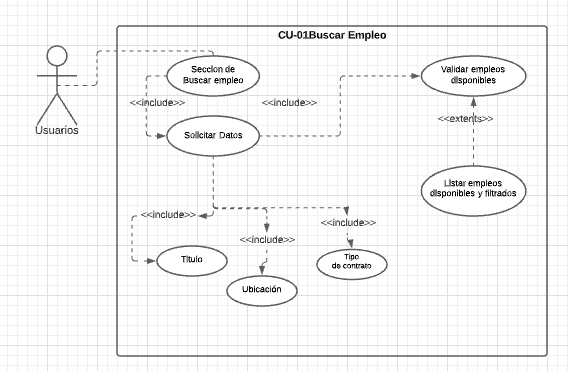 CU-01Buscar Empleo
Seccion de
Buscar empleo
Validar empleos
disponibles
Usuarios
<<include>>
<<include>>
<<extents>>
Solicitar Datos
Listar empleos
disponibles y filtrados
<<include>>
<<include>>
<<include>>
Titulo
Tipo
de contrato
Ubicación